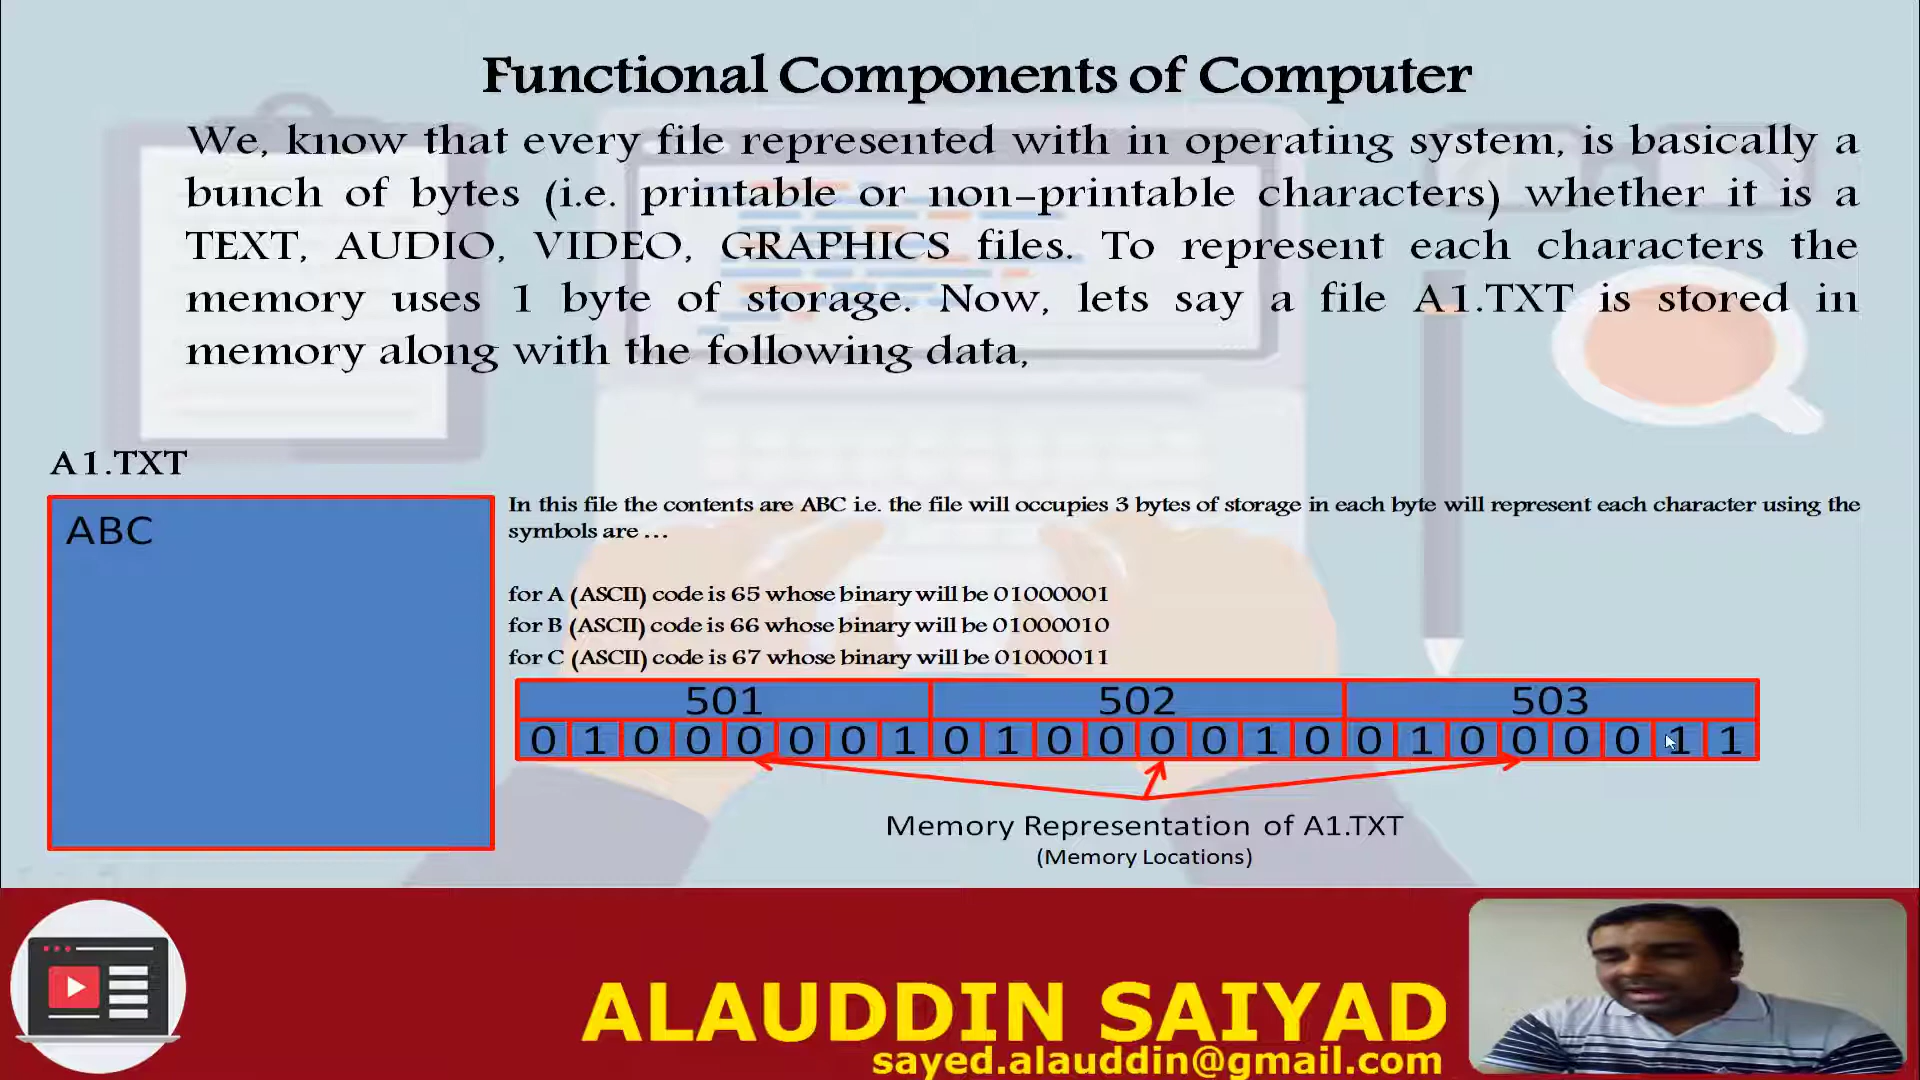 Functional Components of Computer
We, know that every file represented with in operating system, is basically a
bunch of bytes (i.e. printable or non-printable characters) whether it is a
TEXT, AUDIO, VIDEO, GRAPHICS files. To represent each characters the
memory uses 1 byte of storage. Now, lets say a file A1.TXT is stored in
memory along with the following data,
A1.TXT
ABC
In this file the contents are ABC i.e. the file will occupies 3 bytes of storage in each byte will represent each character using the
symbols are ...
for A (ASCII) code is 65 whose binary will be 01000001
for B (ASCII) code is 66 whose binary will be 01000010
for C (ASCII) code is 67 whose binary will be 01000011
501 502 503
0 1 0 0 0 0 0 1 0 1 0 0 0 0 1 0 0 1 0 0 0 0 1 1
Memory Representation of A1.TXT
(Memory Locations)
ALAUDDIN SAIYAD
sayed.alauddin@gmail.com